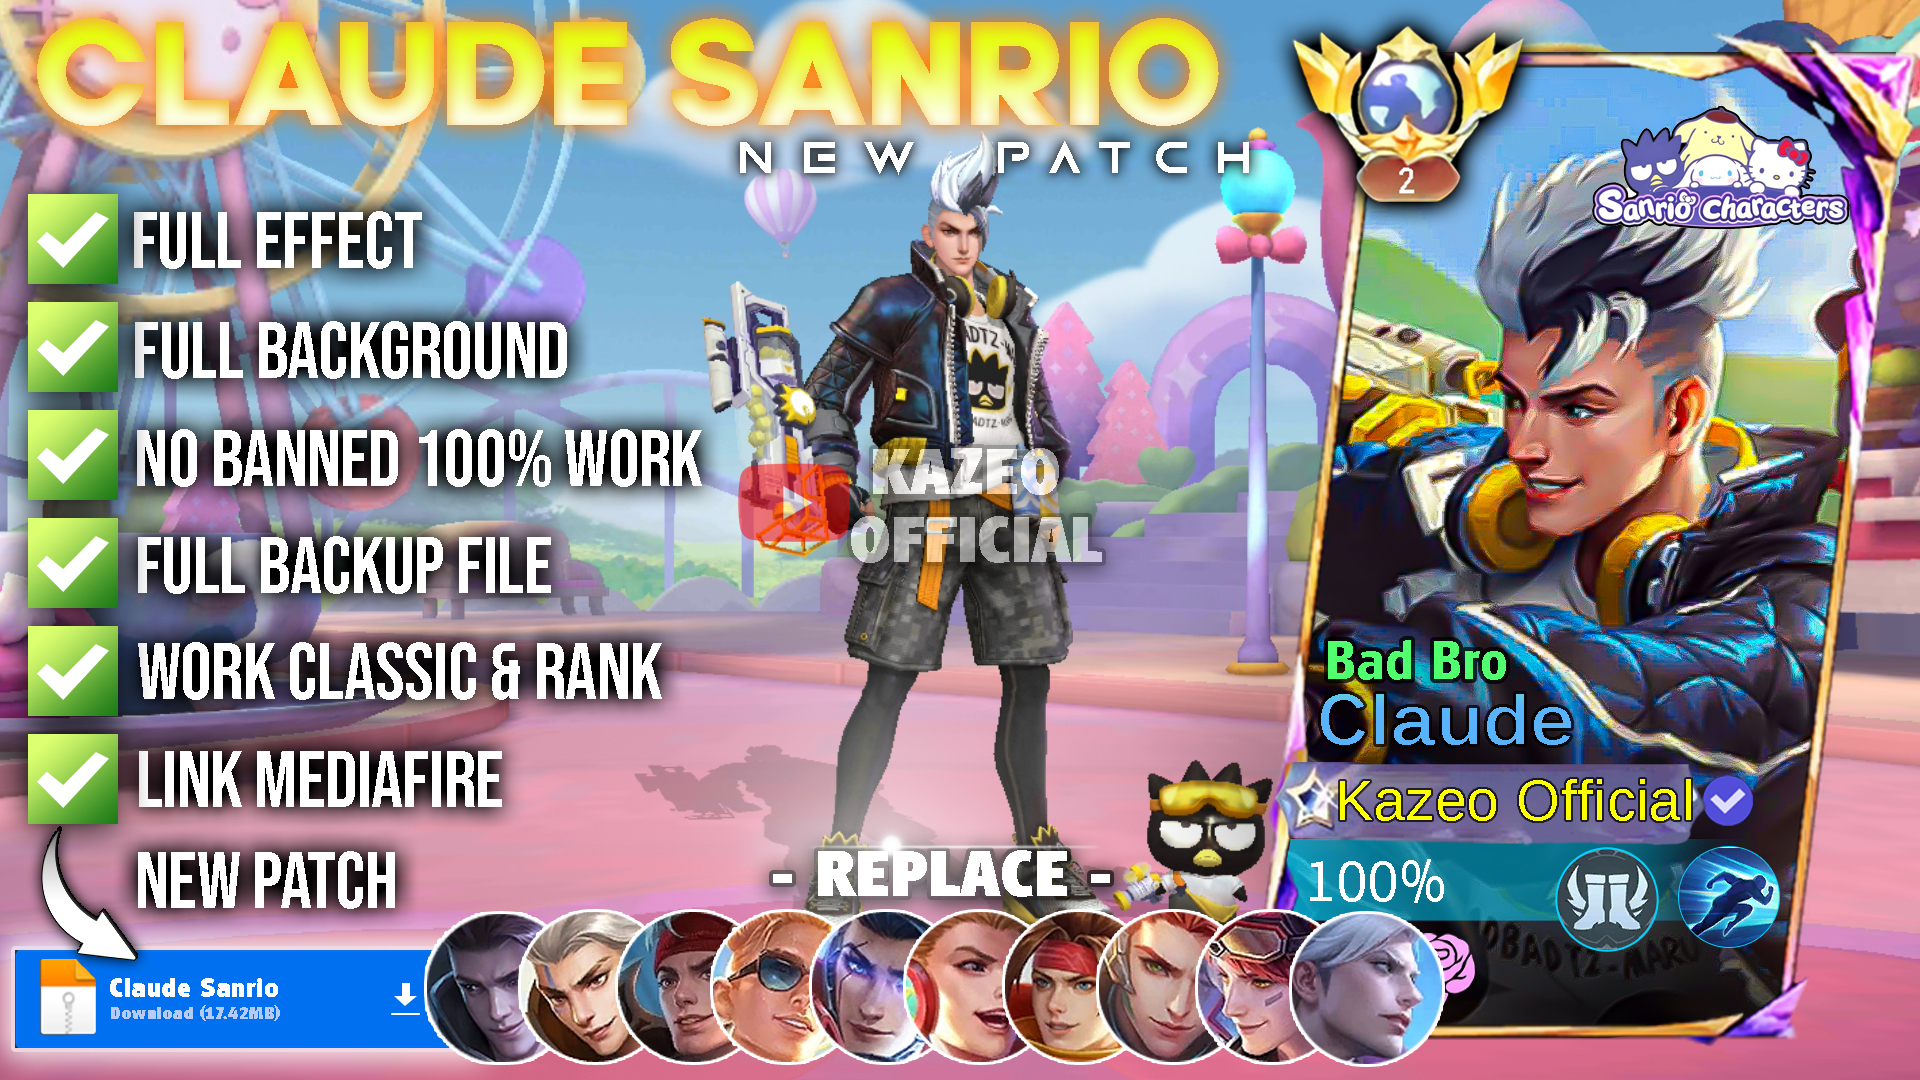 CLAUDE SANRIO
NEW PATCH
2
Sanrio characters
FULL EFFECT
FULL BACKGROUND
NO BANNED 100% WORK
FULL BACKUP FILE
WORK CLASSIC & RANK
LINK MEDIAFIRE
NEW PATCH
KAZEO
OFFICIAL
Bad Bro
Claude
Kazeo Official
100%
- REPLACE -
Claude Sanrio
Download (17.42MB)